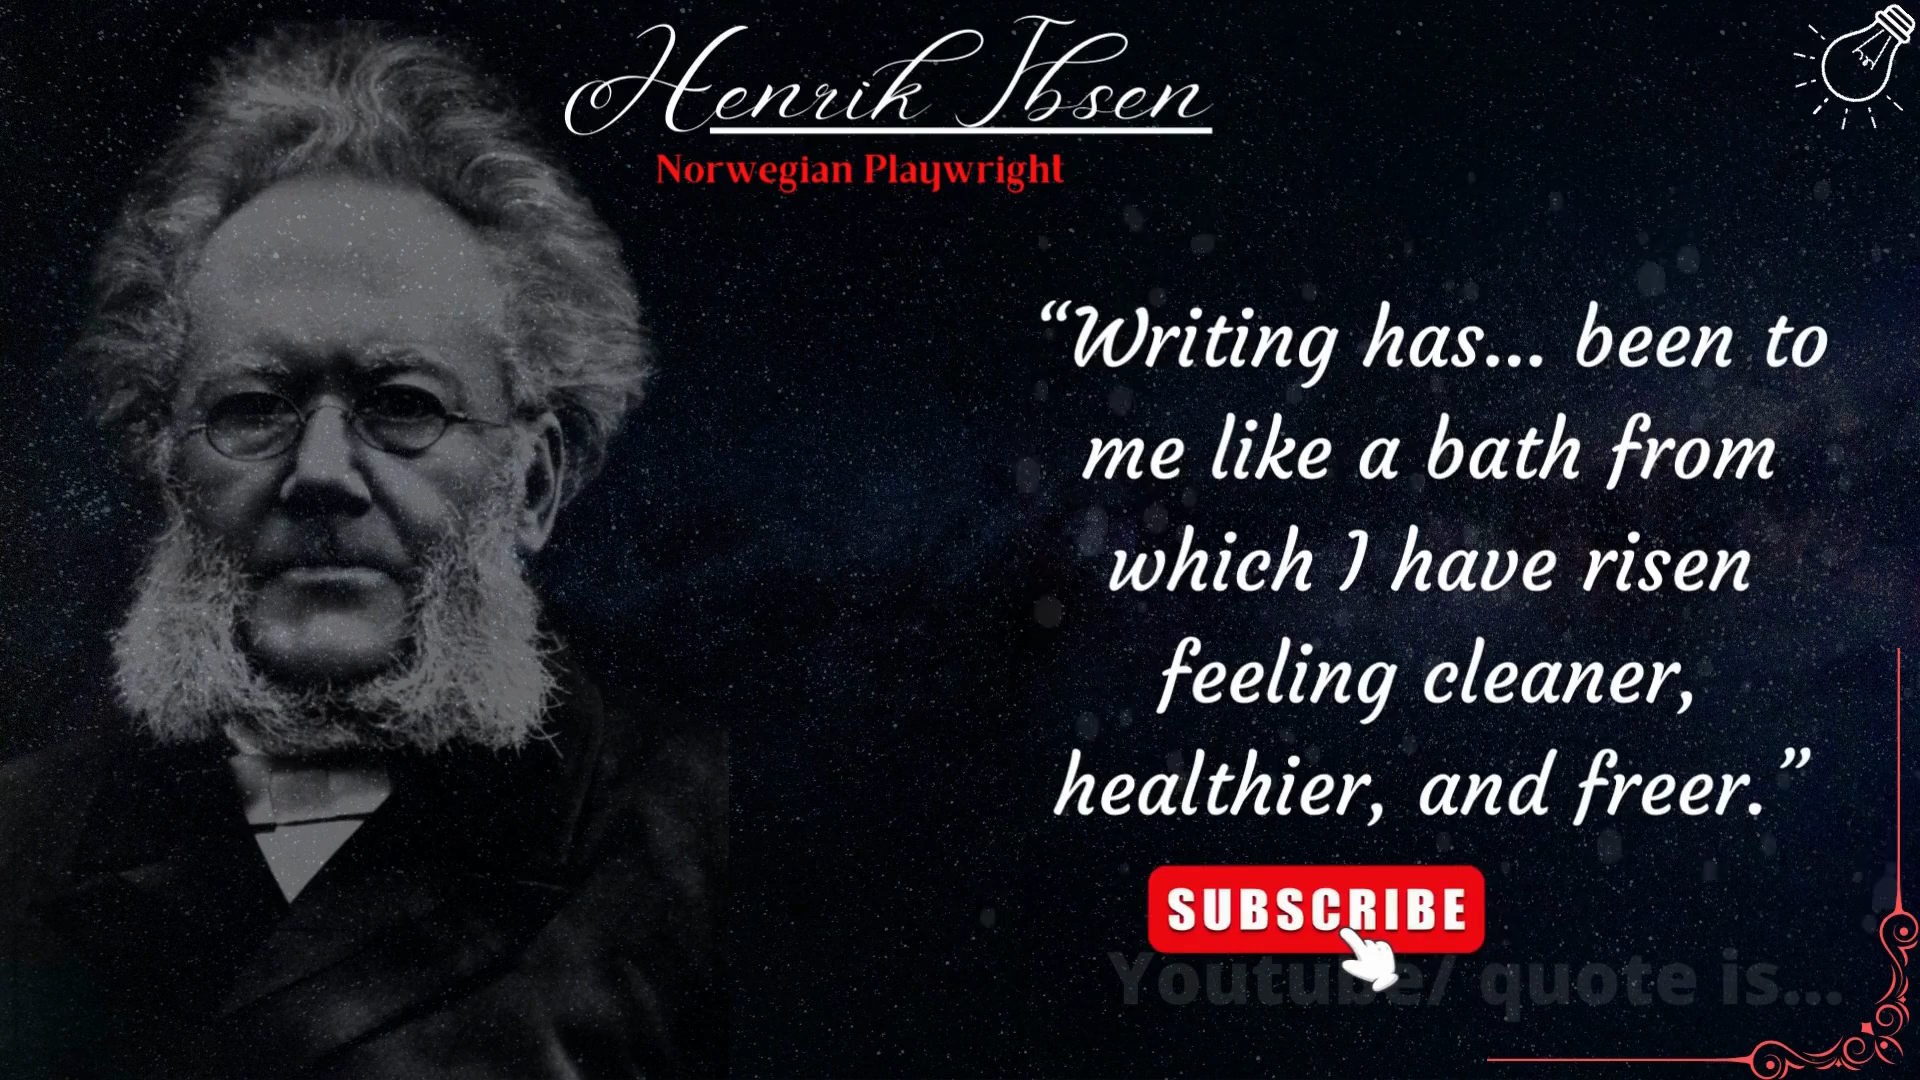 Henrik Ibsen
Norwegian Playwright
“Writing has... been to
me like a bath from
which I have risen
feeling cleaner,
healthier, and freer.”
SUBSCRIBE
Youtube/ quote is...